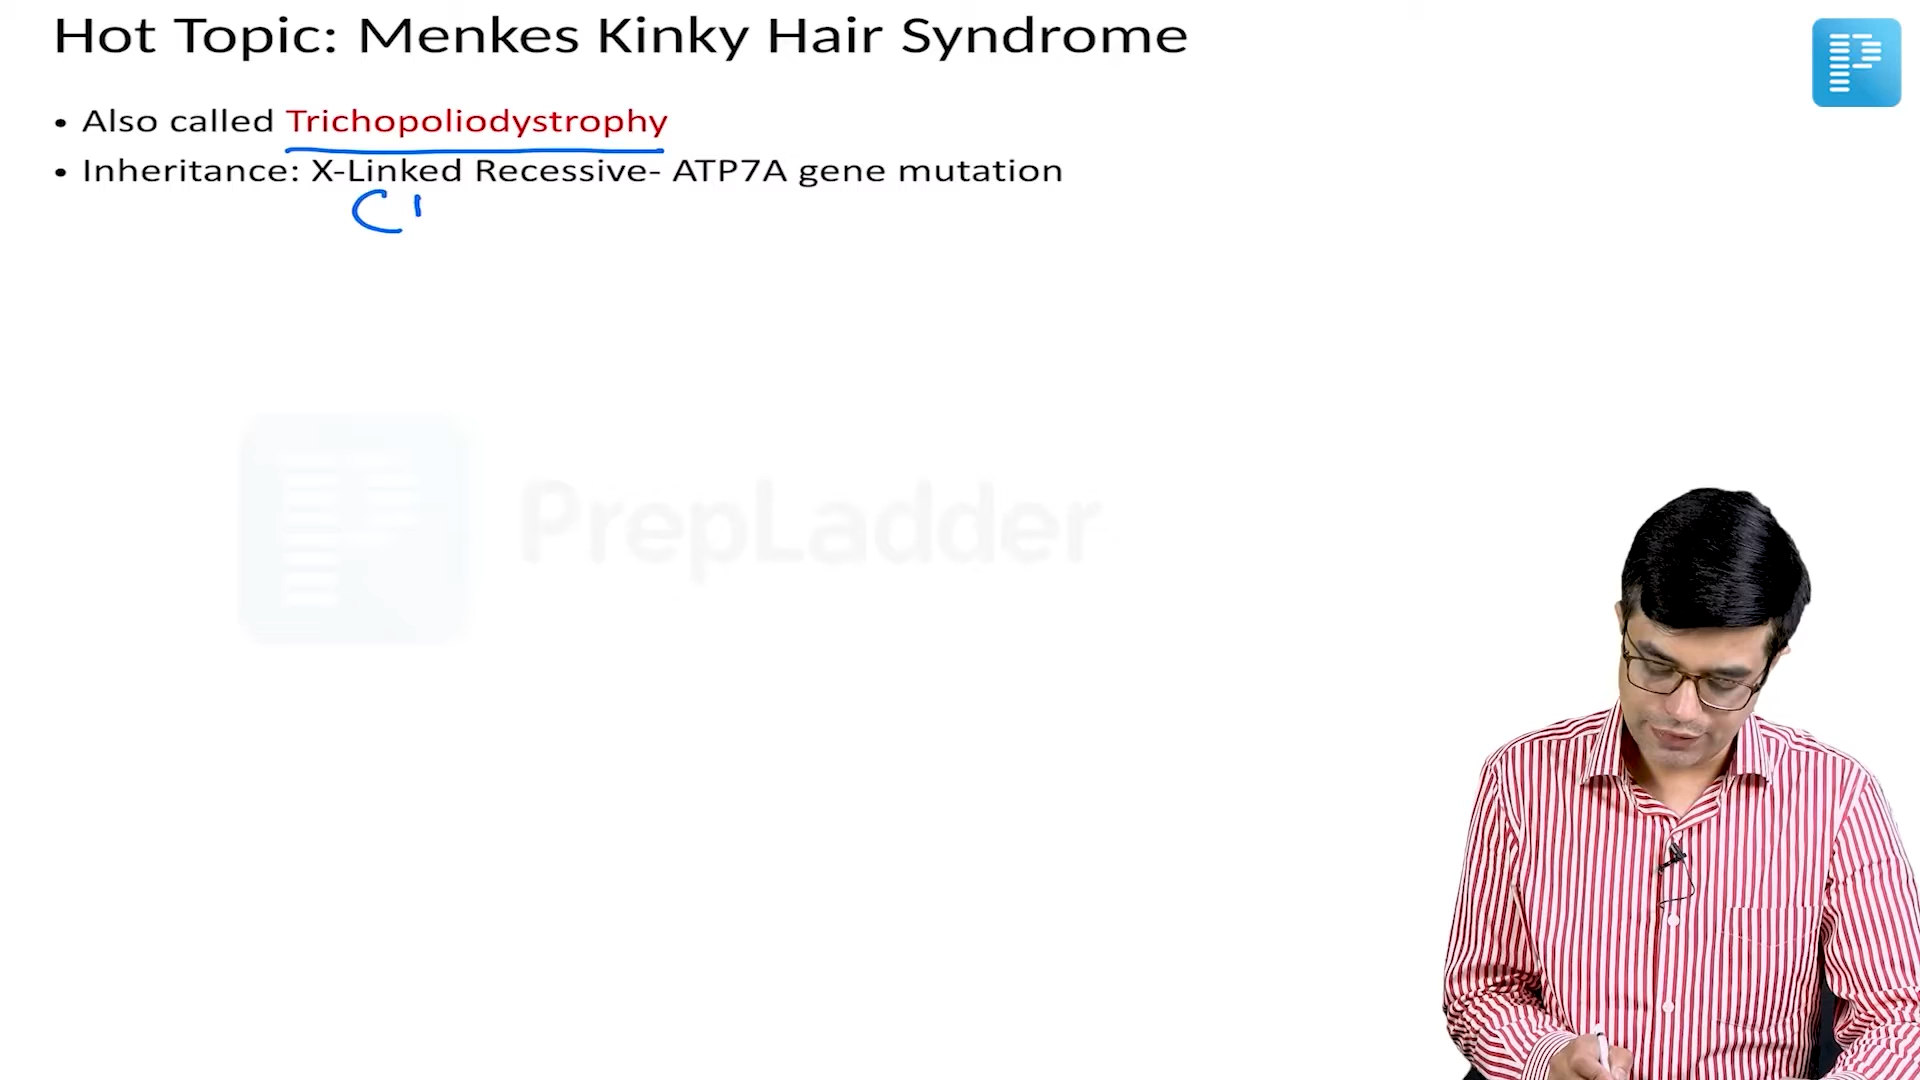 Hot Topic: Menkes Kinky Hair Syndrome
• Also called Trichopoliodystrophy
• Inheritance: X-Linked Recessive- ATP7A gene mutation
PrepLadder